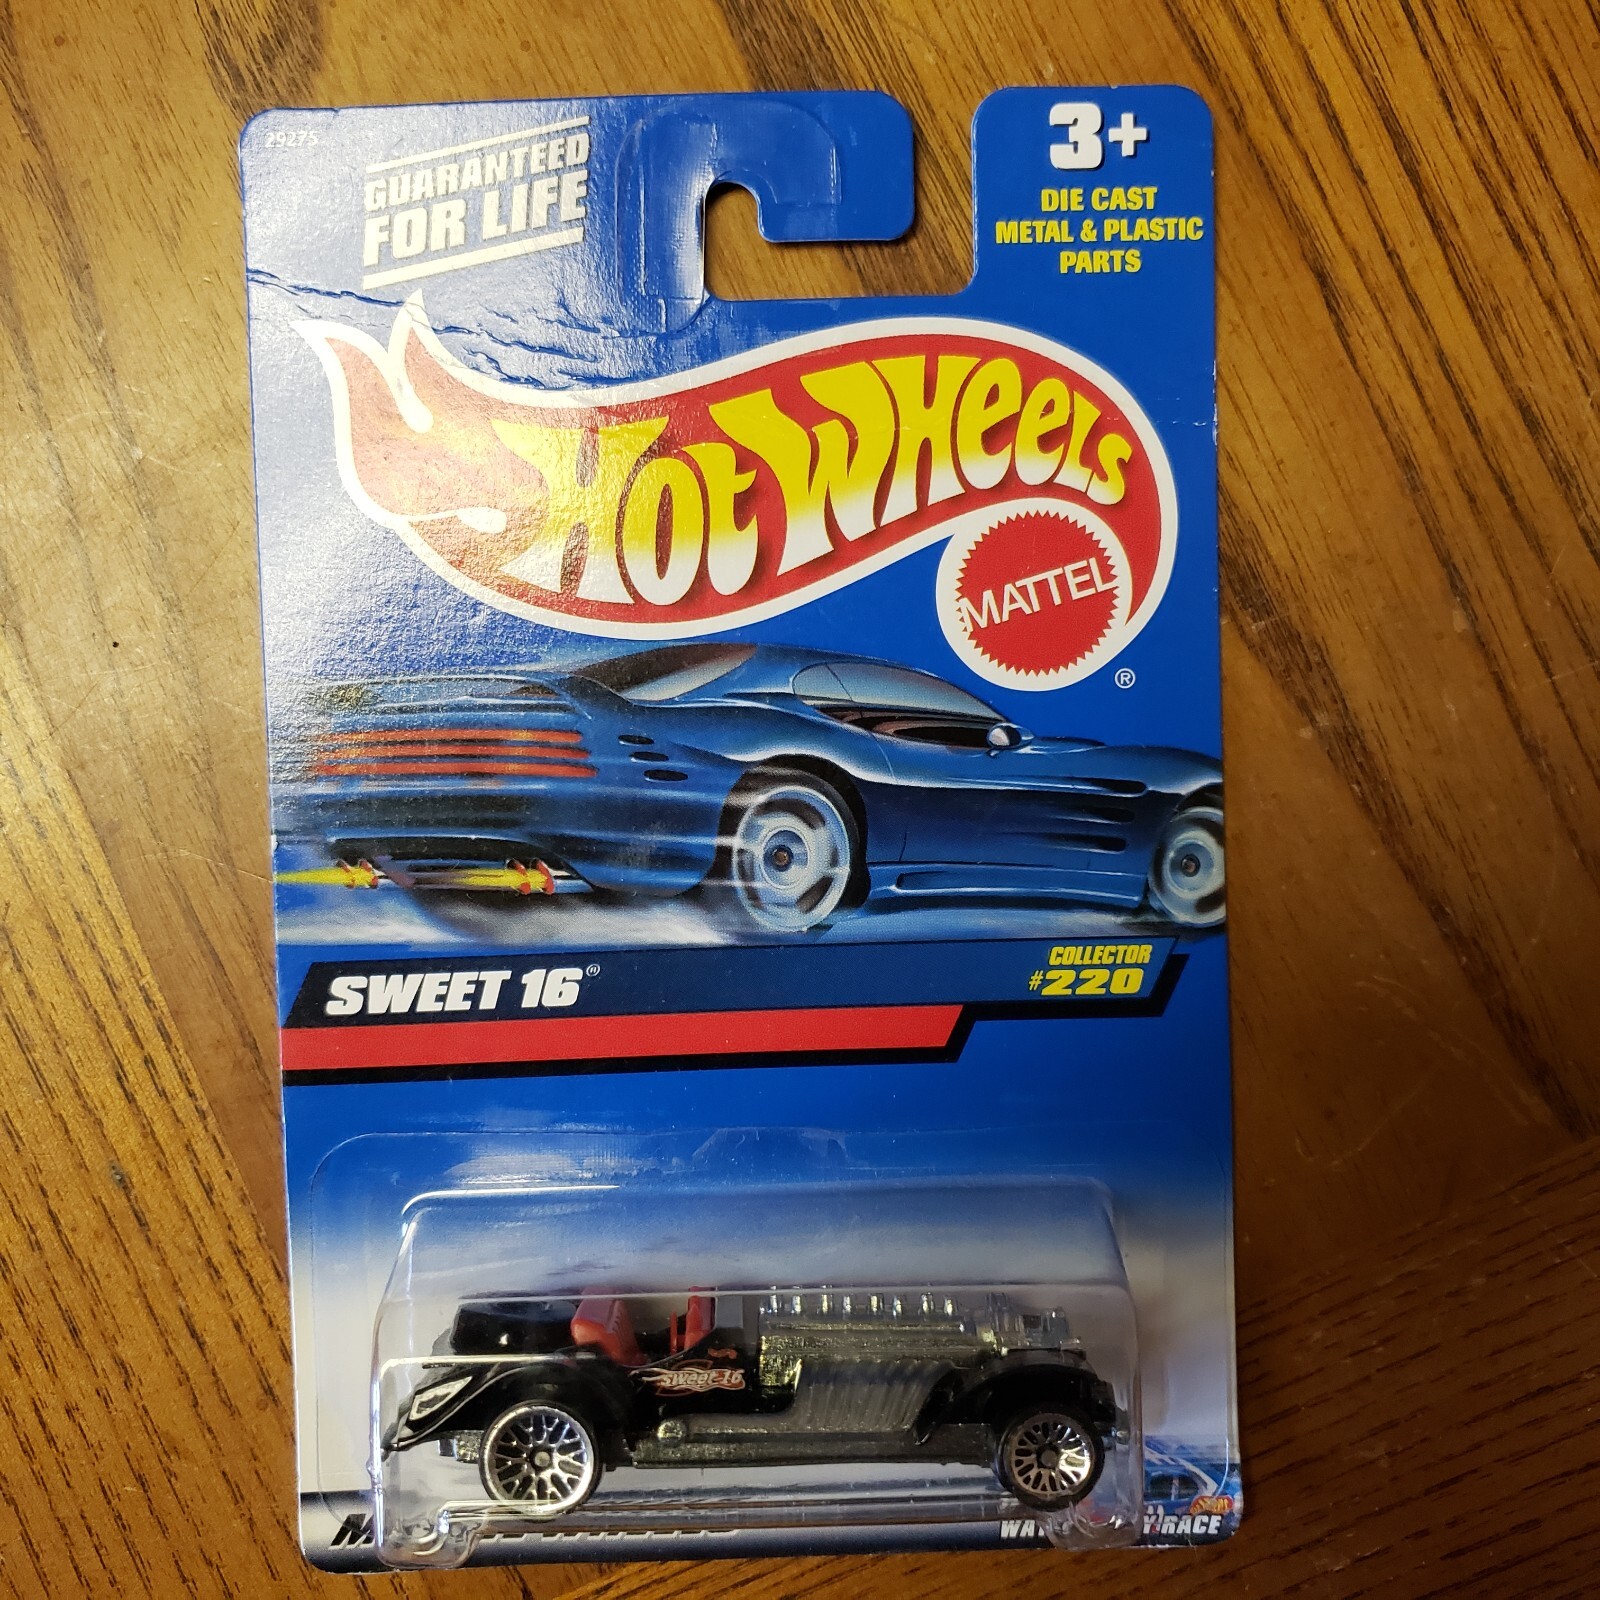 29275
GUARANTEED
FOR LIFE
3+
DIE CAST
METAL & PLASTIC
PARTS
HOT WHEELS
MATTEL
®
SWEET 16
COLLECTOR
#220
Sweet 16
RACE